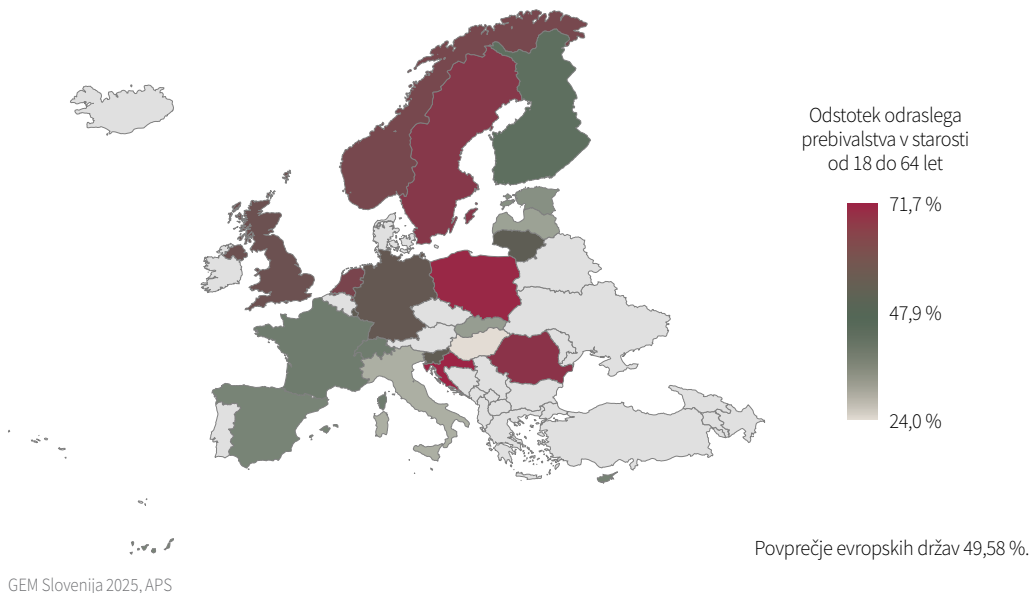 Odstotek odraslega
prebivalstva v starosti
od 18 do 64 let
71,7 %
47,9 %
24,0 %
Povprečje evropskih držav 49,58 %.
GEM Slovenija 2025, APS